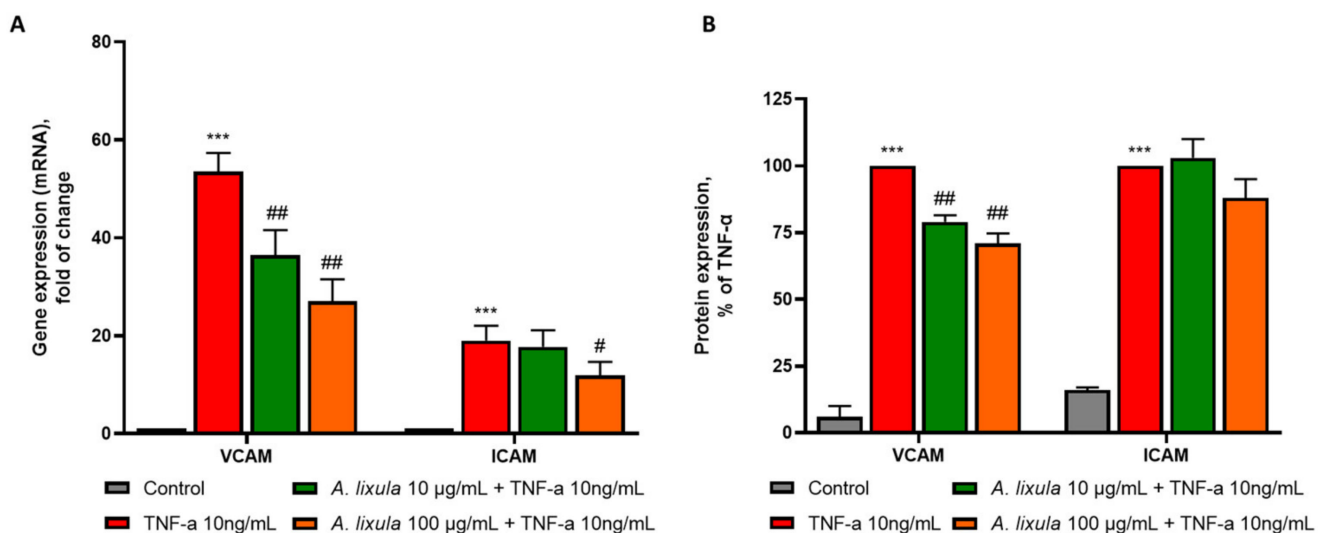 A
Gene expression (mRNA),
fold of change
80
60
40
20
0
***
##
##
***
#
VCAM
ICAM
Control
A. lixula 10 µg/mL + TNF-a 10ng/mL
TNF-a 10ng/mL
A. lixula 100 µg/mL + TNF-a 10ng/mL
B
Protein expression,
% of TNF-α
125
100
75
50
25
0
***
##
##
***
VCAM
ICAM
Control
A. lixula 10 µg/mL + TNF-a 10ng/mL
TNF-a 10ng/mL
A. lixula 100 µg/mL + TNF-a 10ng/mL